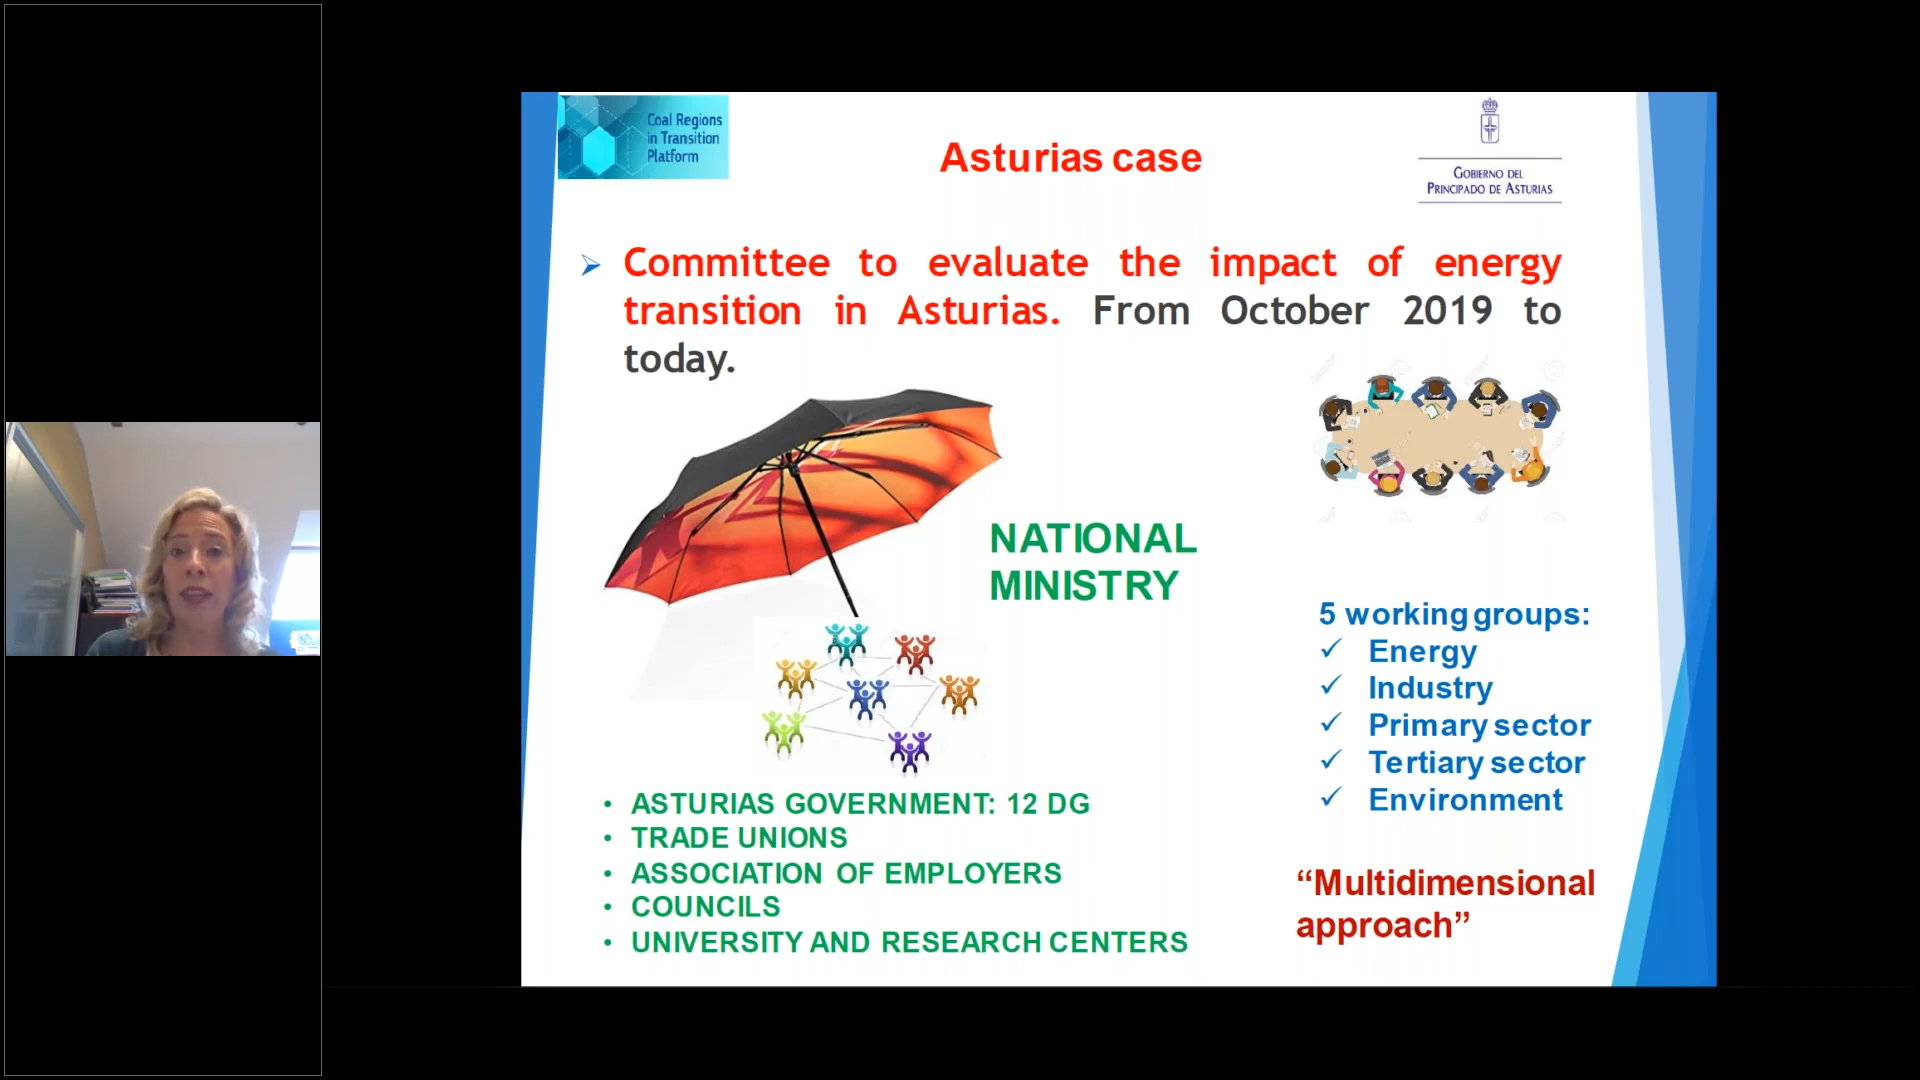 Coal Regions
in Transition
Platform
Asturias case
GOBIERNO DEL
PRINCIPADO DE ASTURIAS
Committee to evaluate the impact of energy
transition in Asturias. From October 2019 to
today.
NATIONAL
MINISTRY
5 working groups:
Energy
Industry
Primary sector
Tertiary sector
Environment
• ASTURIAS GOVERNMENT: 12 DG
• TRADE UNIONS
• ASSOCIATION OF EMPLOYERS
• COUNCILS
• UNIVERSITY AND RESEARCH CENTERS
“Multidimensional
approach”